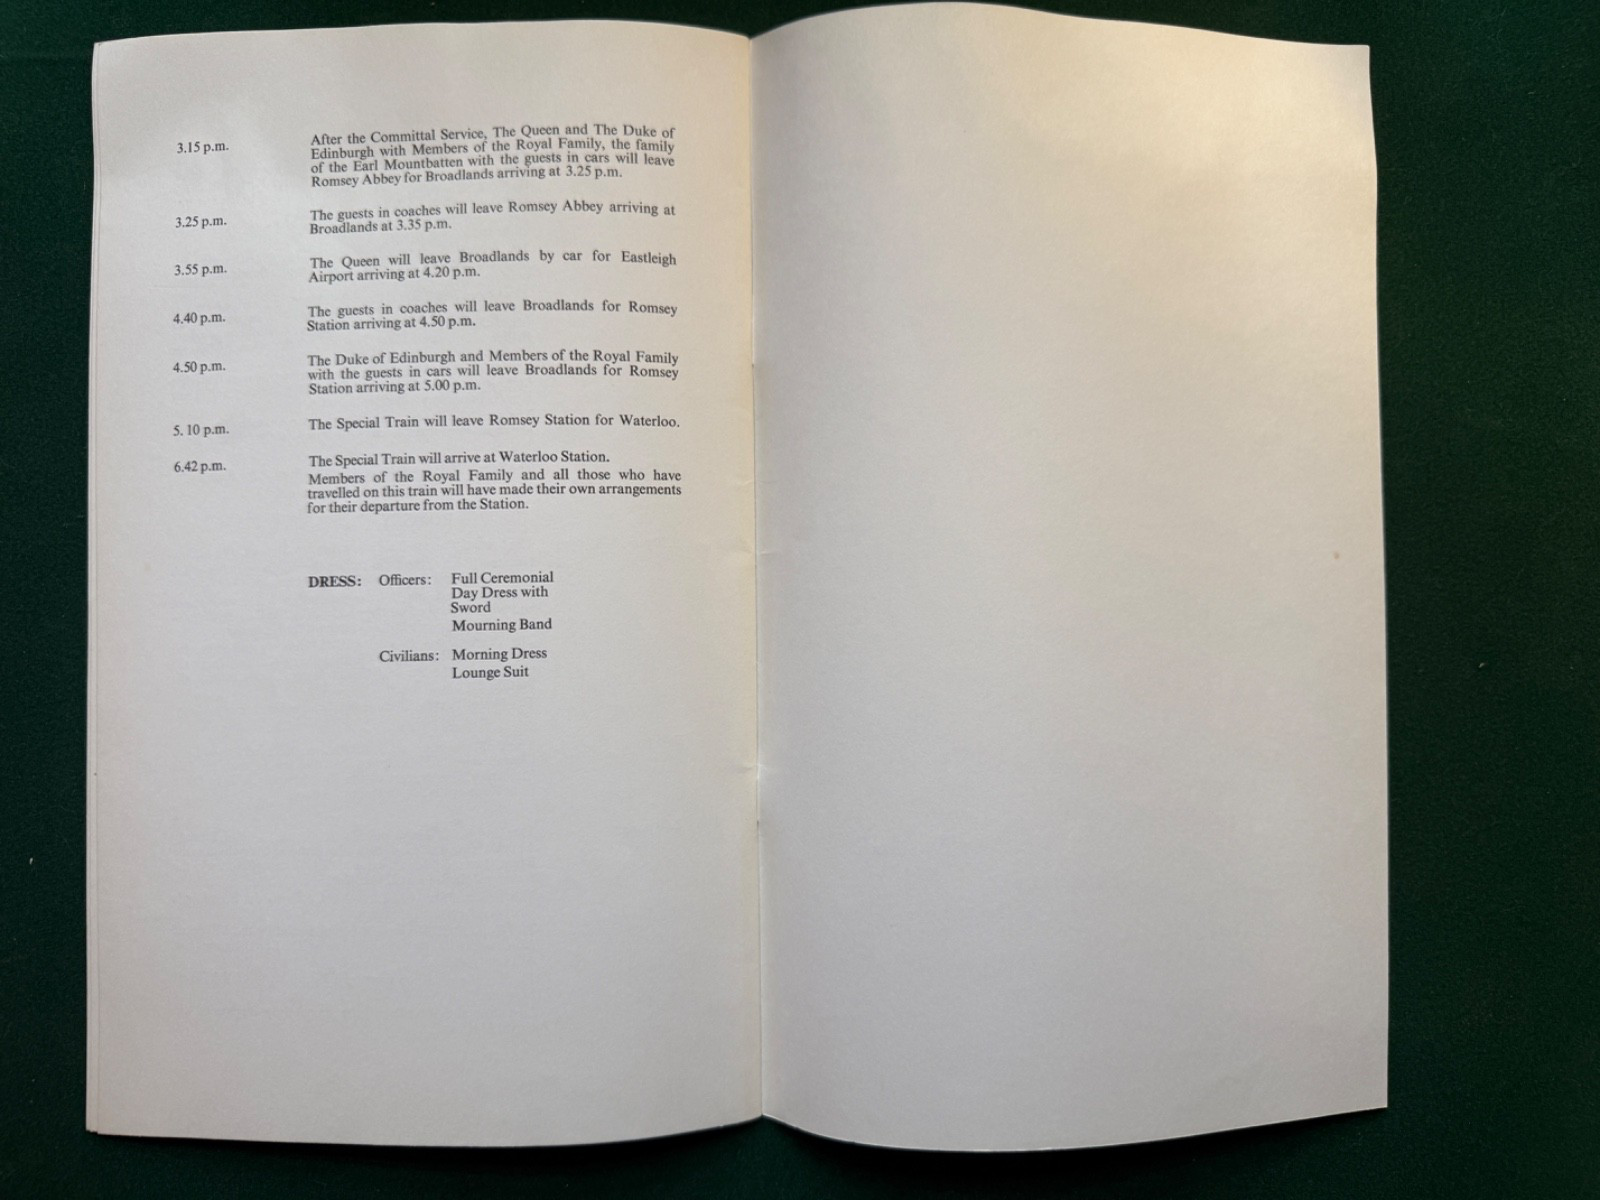 3.15 p.m. After the Committal Service, The Queen and The Duke of
Edinburgh with Members of the Royal Family, the family
of the Earl Mountbatten with the guests in cars will leave
Romsey Abbey for Broadlands arriving at 3.25 p.m.
3.25 p.m. The guests in coaches will leave Romsey Abbey arriving at
Broadlands at 3.35 p.m.
3.55 p.m. The Queen will leave Broadlands by car for Eastleigh
Airport arriving at 4.20 p.m.
4.40 p.m. The guests in coaches will leave Broadlands for Romsey
Station arriving at 4.50 p.m.
4.50 p.m. The Duke of Edinburgh and Members of the Royal Family
with the guests in cars will leave Broadlands for Romsey
Station arriving at 5.00 p.m.
5. 10 p.m. The Special Train will leave Romsey Station for Waterloo.
6.42 p.m. The Special Train will arrive at Waterloo Station.
Members of the Royal Family and all those who have
travelled on this train will have made their own arrangements
for their departure from the Station.
DRESS: Officers: Full Ceremonial
Day Dress with
Sword
Mourning Band
Civilians: Morning Dress
Lounge Suit